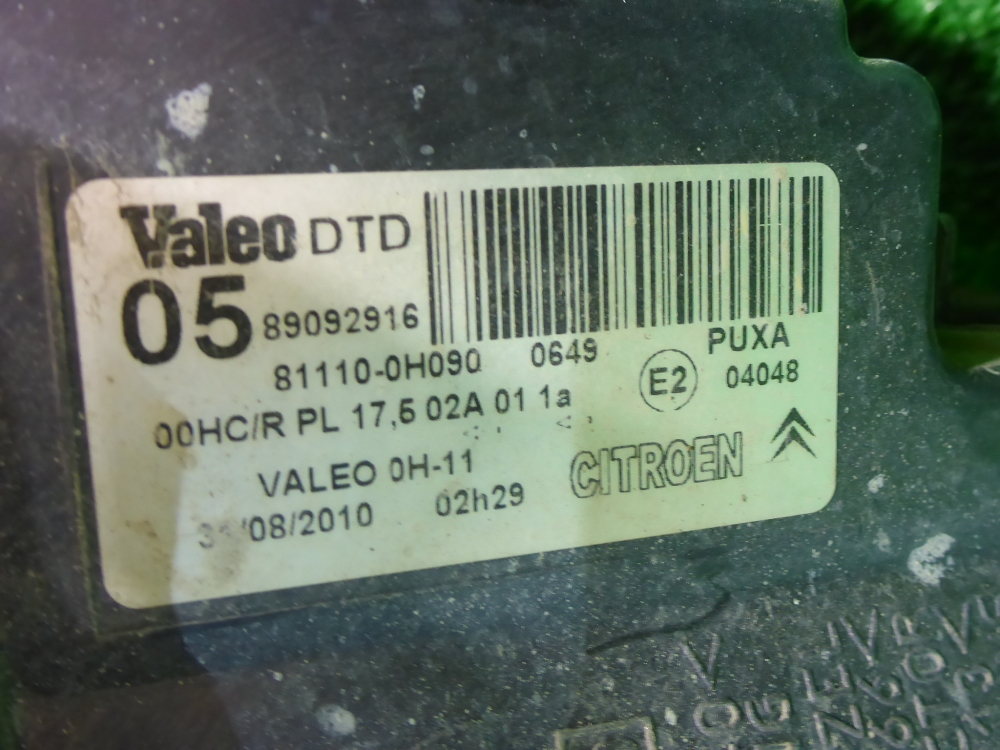 Valeo DTD
05 89092916
81110-0H090 0649 PUXA
E2 04048
00HC/R PL 17,5 02A 01 1a
VALEO 0H-11 CITROEN
/08/2010 02h29